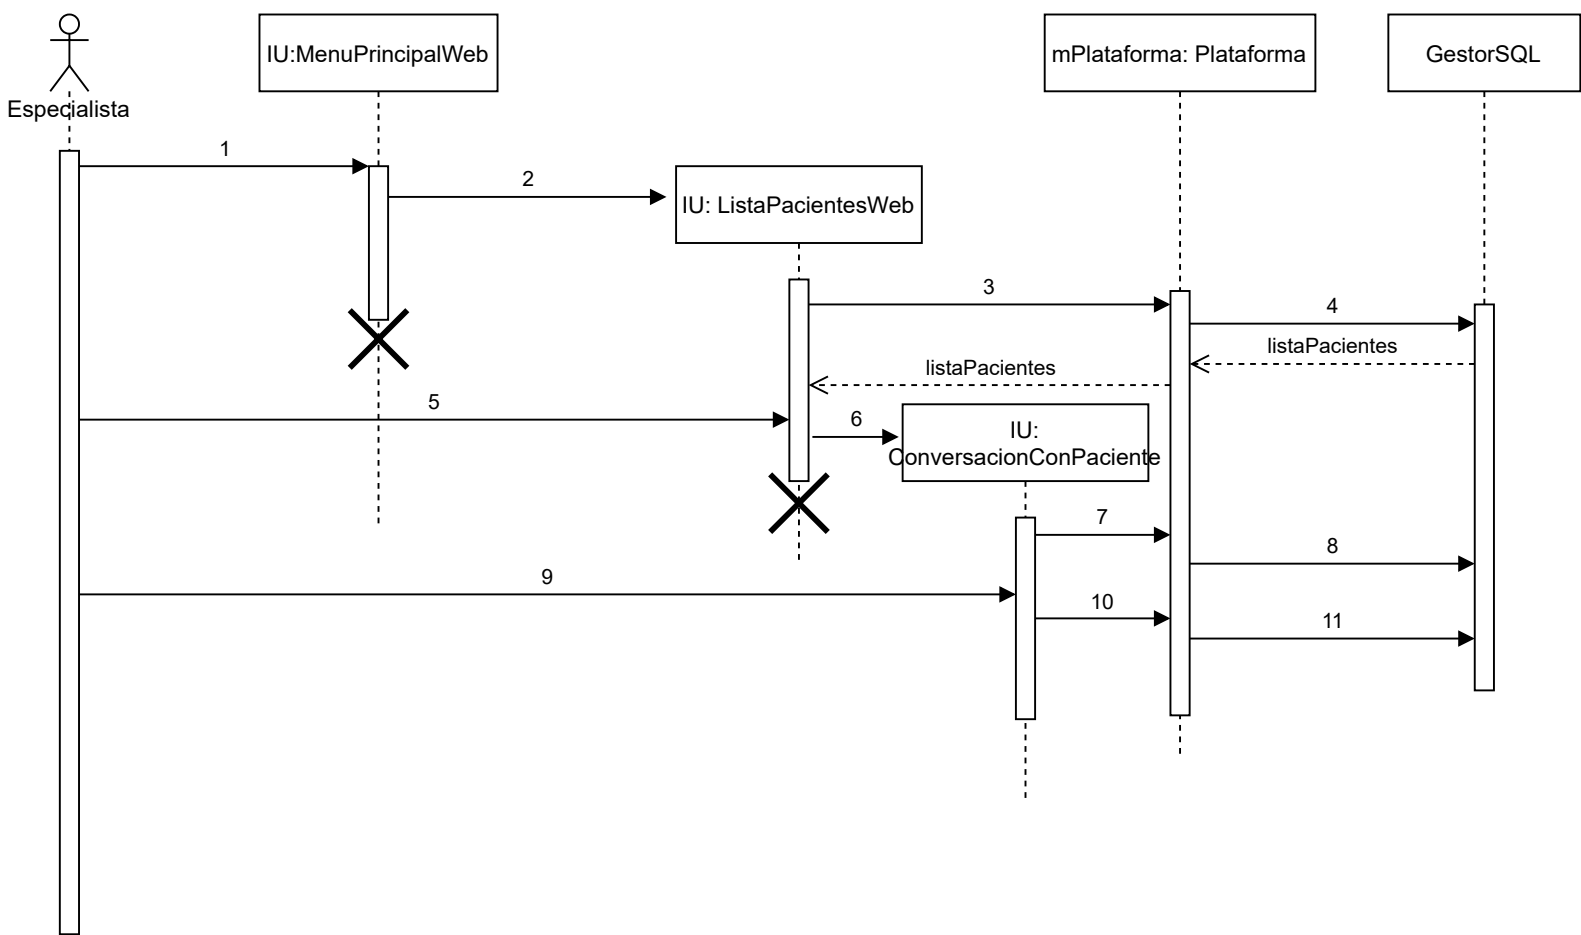 Especialista
IU:MenuPrincipalWeb
mPlataforma: Plataforma
GestorSQL
1
2
IU: ListaPacientesWeb
3
4
listaPacientes
listaPacientes
5
6
IU:
ConversacionConPaciente
7
8
9
10
11